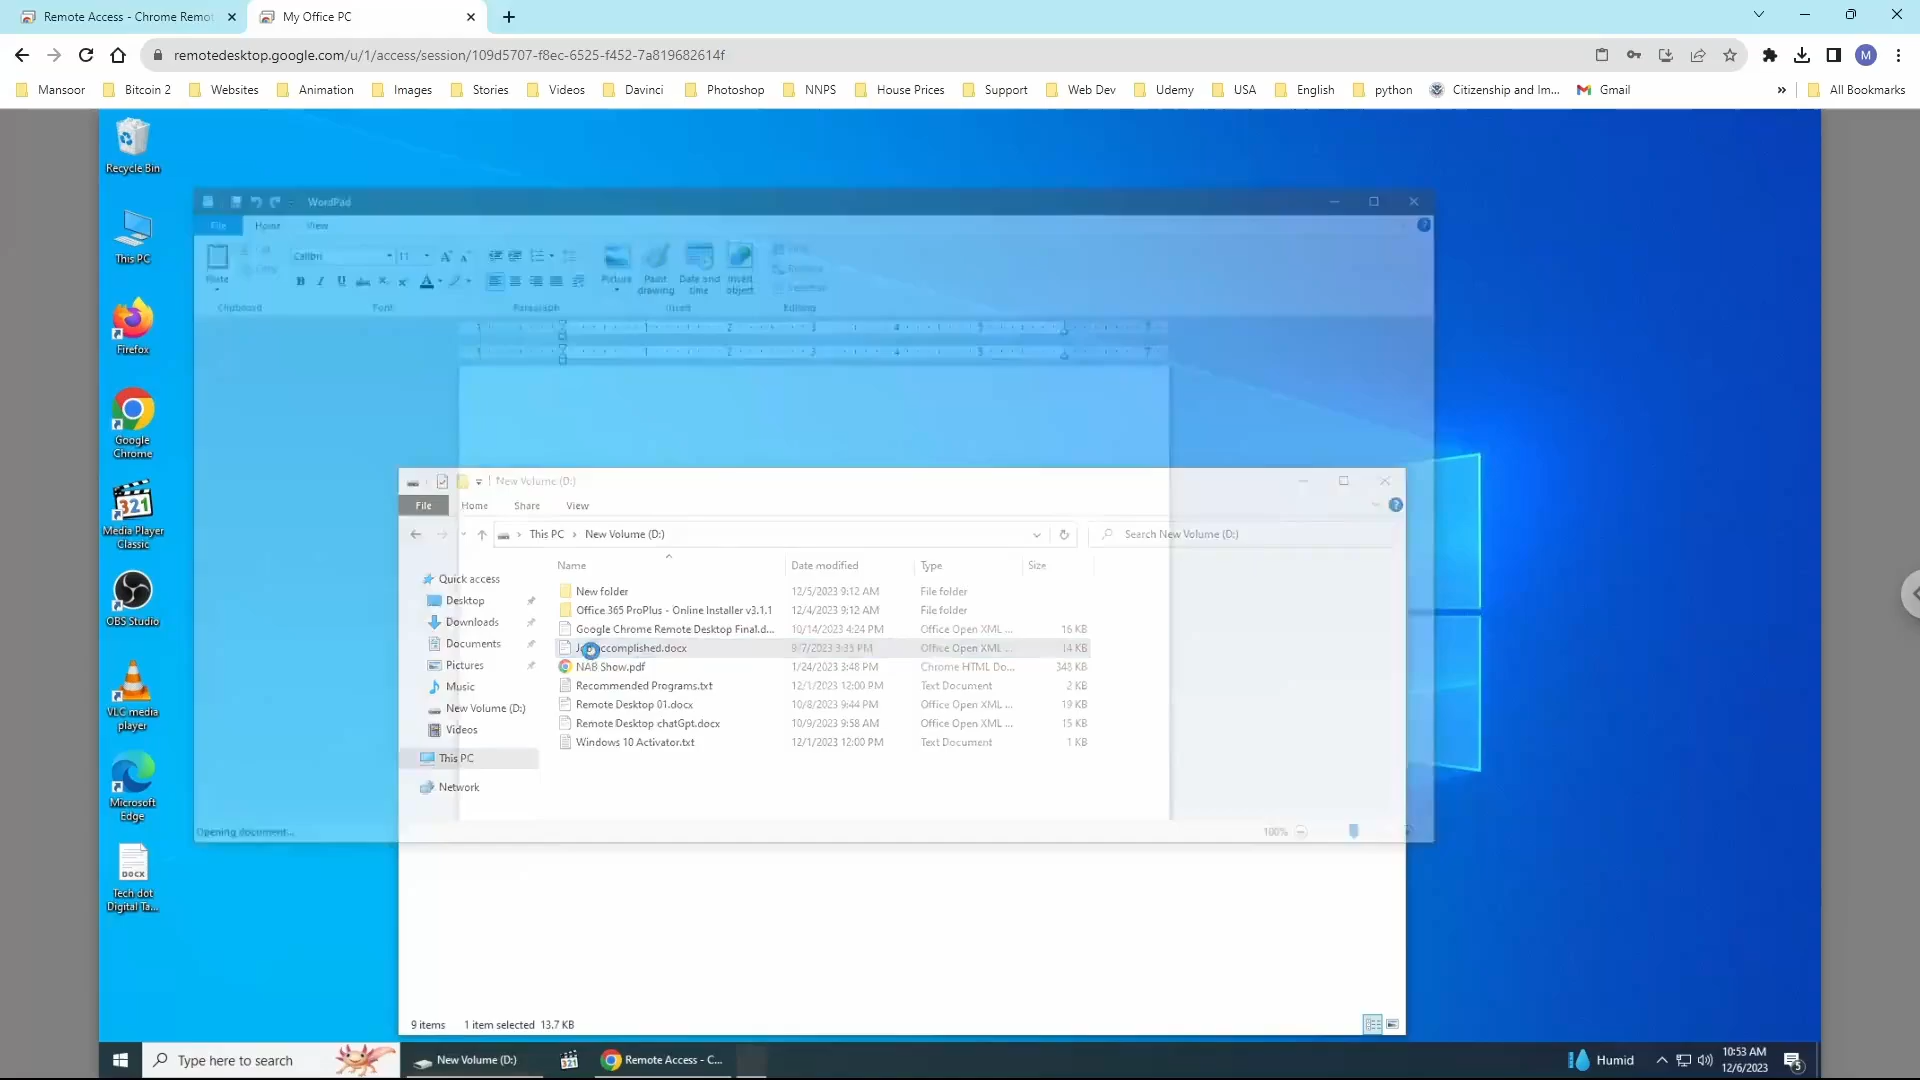 Remote Access - Chrome Remot
My Office PC
remotedesktop.google.com/u/1/access/session/109d5707-f8ec-6525-f452-7a819682614f
M
Mansoor
Bitcoin 2
Websites
Animation
Images
Stories
Videos
Davinci
Photoshop
NNPS
House Prices
Support
Web Dev
Udemy
USA
English
python
Citizenship and Im...
Gmail
»
All Bookmarks
Recycle Bin
This PC
Firefox
Google
Chrome
Media Player
Classic
OBS Studio
VLC media
player
Microsoft
Edge
DOCX
Tech dot
Digital Ta...
WordPad
File
Home
View
Paste
Copy
Clipboard
Calibri
11
Font
Paragraph
Picture
Paint
drawing
Date and
time
Insert
object
Insert
Editing
Opening document...
100%
New Volume (D:)
File
Home
Share
View
This PC
New Volume (D:)
Search New Volume (D:)
Quick access
Desktop
Downloads
Documents
Pictures
Music
New Volume (D:)
Videos
This PC
Network
Name Date modified Type Size
New folder 12/5/2023 9:12 AM File folder
Office 365 ProPlus - Online Installer v3.1.1 12/4/2023 9:12 AM File folder
Google Chrome Remote Desktop Final.d... 10/14/2023 4:24 PM Office Open XML ... 16 KB
accomplished.docx Office Open XML ... 14 KB
NAB Show.pdf 1/24/2023 3:48 PM Chrome HTML Do... 348 KB
Recommended Programs.txt 12/1/2023 12:00 PM Text Document 2 KB
Remote Desktop 01.docx 10/8/2023 9:44 PM Office Open XML ... 19 KB
Remote Desktop chatGpt.docx 10/9/2023 9:58 AM Office Open XML ... 15 KB
Windows 10 Activator.txt 12/1/2023 12:00 PM Text Document 1 KB
9 items 1 item selected 13.7 KB
Type here to search
New Volume (D:)
321
Remote Access - C...
Humid
10:53 AM
12/6/2023
5